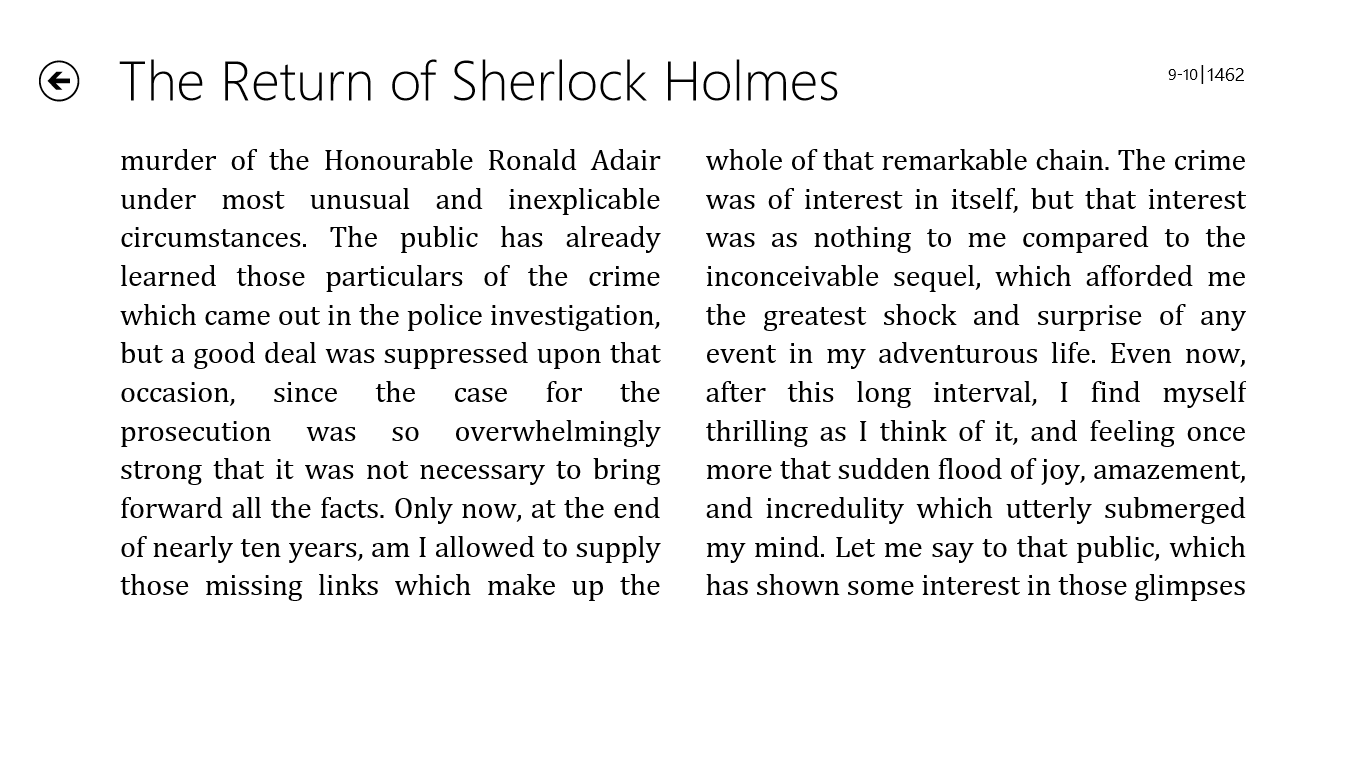 The Return of Sherlock Holmes
9-10|1462
murder of the Honourable Ronald Adair
under most unusual and inexplicable
circumstances. The public has already
learned those particulars of the crime
which came out in the police investigation,
but a good deal was suppressed upon that
occasion, since the case for the
prosecution was so overwhelmingly
strong that it was not necessary to bring
forward all the facts. Only now, at the end
of nearly ten years, am I allowed to supply
those missing links which make up the
whole of that remarkable chain. The crime
was of interest in itself, but that interest
was as nothing to me compared to the
inconceivable sequel, which afforded me
the greatest shock and surprise of any
event in my adventurous life. Even now,
after this long interval, I find myself
thrilling as I think of it, and feeling once
more that sudden flood of joy, amazement,
and incredulity which utterly submerged
my mind. Let me say to that public, which
has shown some interest in those glimpses